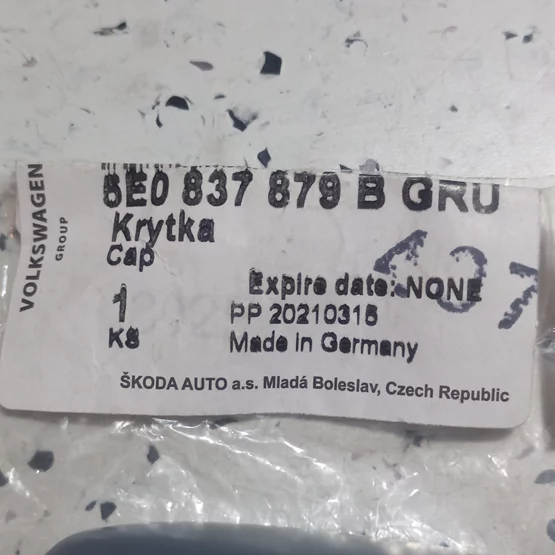 VOLKSWAGEN
GROUP
5E0 837 879 B GRU
Krytka
Cap
Expire date: NONE
1
PP 20210315
KS
Made in Germany
ŠKODA AUTO a.s. Mladá Boleslav, Czech Republic